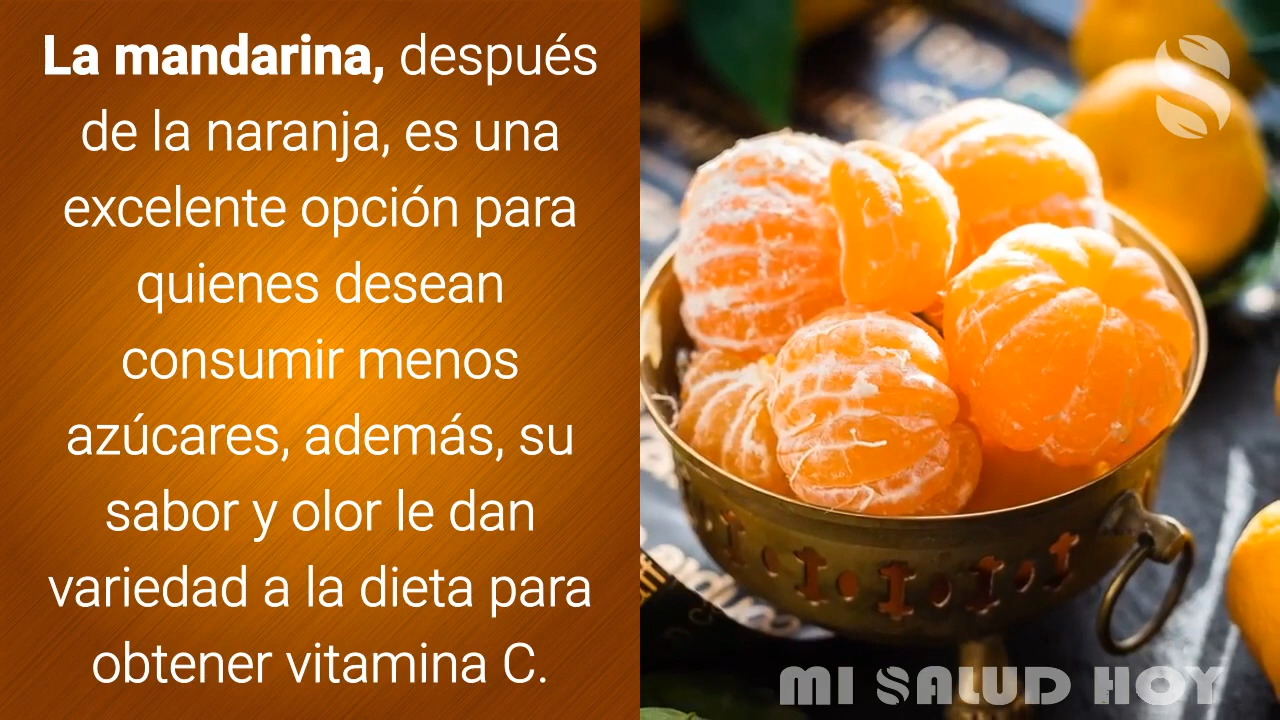 La mandarina, después
de la naranja, es una
excelente opción para
quienes desean
consumir menos
azúcares, además, su
sabor y olor le dan
variedad a la dieta para
obtener vitamina C.
MI SALUD HOY